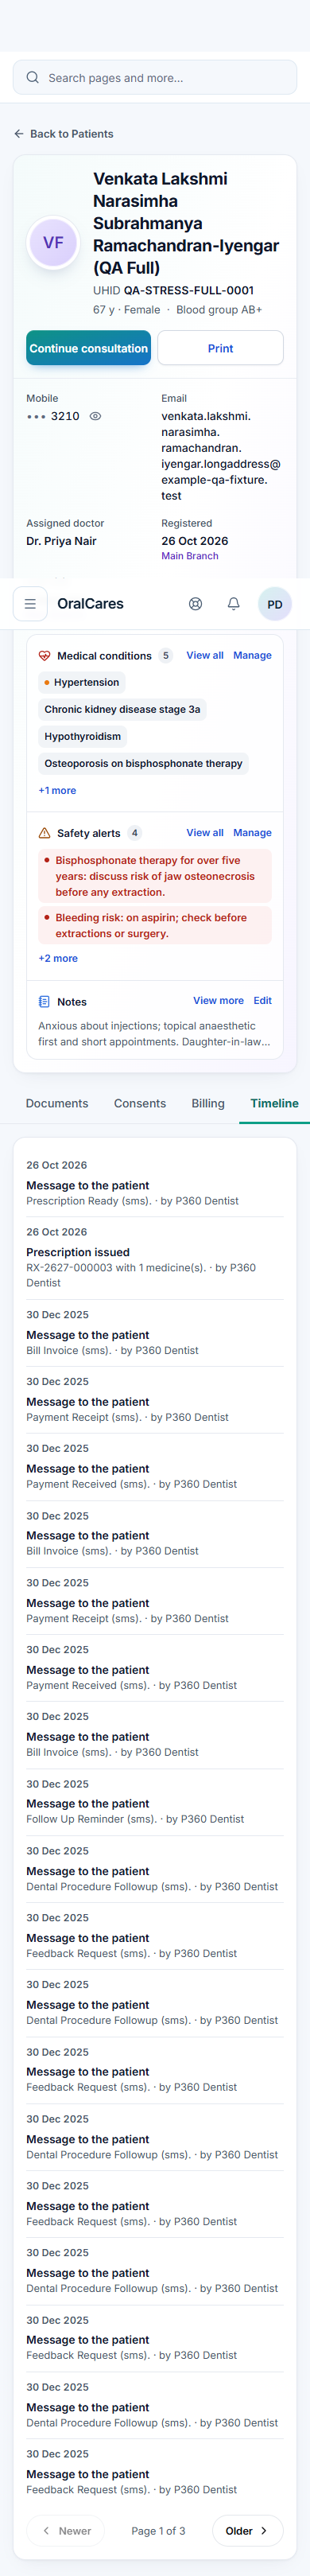 Search pages and more...
Back to Patients
VF
Venkata Lakshmi
Narasimha
Subrahmanya
Ramachandran-Iyengar
(QA Full)
UHID QA-STRESS-FULL-0001
67 y · Female · Blood group AB+
Continue consultation
Print
Mobile
••• 3210
Email
venkata.lakshmi.
narasimha.
ramachandran.
iyengar.longaddress@
example-qa-fixture.
test
Assigned doctor
Dr. Priya Nair
Registered
26 Oct 2026
Main Branch
OralCares
PD
Medical conditions 5 View all Manage
Hypertension
Chronic kidney disease stage 3a
Hypothyroidism
Osteoporosis on bisphosphonate therapy
+1 more
Safety alerts 4 View all Manage
Bisphosphonate therapy for over five
years: discuss risk of jaw osteonecrosis
before any extraction.
Bleeding risk: on aspirin; check before
extractions or surgery.
+2 more
Notes View more Edit
Anxious about injections; topical anaesthetic
first and short appointments. Daughter-in-law...
Documents Consents Billing Timeline
26 Oct 2026
Message to the patient
Prescription Ready (sms). · by P360 Dentist
26 Oct 2026
Prescription issued
RX-2627-000003 with 1 medicine(s). · by P360
Dentist
30 Dec 2025
Message to the patient
Bill Invoice (sms). · by P360 Dentist
30 Dec 2025
Message to the patient
Payment Receipt (sms). · by P360 Dentist
30 Dec 2025
Message to the patient
Payment Received (sms). · by P360 Dentist
30 Dec 2025
Message to the patient
Bill Invoice (sms). · by P360 Dentist
30 Dec 2025
Message to the patient
Payment Receipt (sms). · by P360 Dentist
30 Dec 2025
Message to the patient
Payment Received (sms). · by P360 Dentist
30 Dec 2025
Message to the patient
Bill Invoice (sms). · by P360 Dentist
30 Dec 2025
Message to the patient
Follow Up Reminder (sms). · by P360 Dentist
30 Dec 2025
Message to the patient
Dental Procedure Followup (sms). · by P360 Dentist
30 Dec 2025
Message to the patient
Feedback Request (sms). · by P360 Dentist
30 Dec 2025
Message to the patient
Dental Procedure Followup (sms). · by P360 Dentist
30 Dec 2025
Message to the patient
Feedback Request (sms). · by P360 Dentist
30 Dec 2025
Message to the patient
Dental Procedure Followup (sms). · by P360 Dentist
30 Dec 2025
Message to the patient
Feedback Request (sms). · by P360 Dentist
30 Dec 2025
Message to the patient
Dental Procedure Followup (sms). · by P360 Dentist
30 Dec 2025
Message to the patient
Feedback Request (sms). · by P360 Dentist
30 Dec 2025
Message to the patient
Dental Procedure Followup (sms). · by P360 Dentist
30 Dec 2025
Message to the patient
Feedback Request (sms). · by P360 Dentist
Newer Page 1 of 3 Older